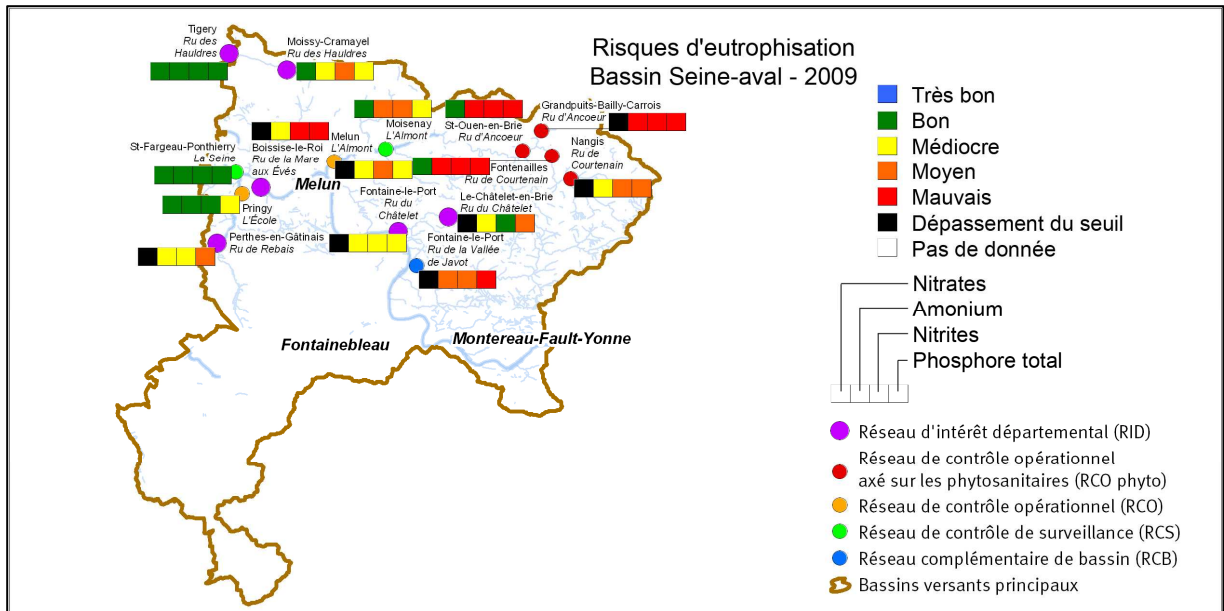 Risques d'eutrophisation
Bassin Seine-aval - 2009
Tigery
Ru des
Hauldres
Moissy-Cramayel
Ru des Hauldres
Grandpuits-Bailly-Carrois
Ru d'Ancoeur
Moisenay
L'Almont
St-Ouen-en-Brie
Ru d'Ancoeur
Nangis
Ru de
Courtenain
Melun
L'Almont
Boissise-le-Roi
Ru de la Mare
aux Évés
St-Fargeau-Ponthierry
La Seine
Fontenailles
Ru de Courtenain
Melun
Fontaine-le-Port
Ru du
Châtelet
Le-Châtelet-en-Brie
Ru du Châtelet
Pringy
L'École
Perthes-en-Gâtinais
Ru de Rebais
Fontaine-le-Port
Ru de la Vallée
de Javot
Fontainebleau
Montereau-Fault-Yonne
Très bon
Bon
Médiocre
Moyen
Mauvais
Dépassement du seuil
Pas de donnée
Nitrates
Amonium
Nitrites
Phosphore total
Réseau d'intérêt départemental (RID)
Réseau de contrôle opérationnel
axé sur les phytosanitaires (RCO phyto)
Réseau de contrôle opérationnel (RCO)
Réseau de contrôle de surveillance (RCS)
Réseau complémentaire de bassin (RCB)
Bassins versants principaux